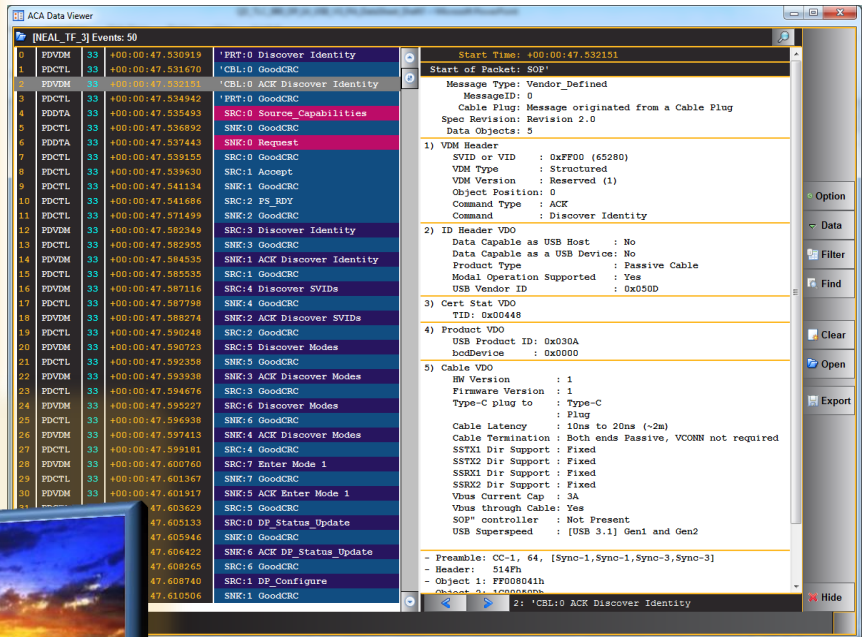 ACA Data Viewer
[NEAL_TF_3] Events: 50
0 PDVDM 33 +00:00:47.530919 'PRT:0 Discover Identity
1 PDCTL 33 +00:00:47.531670 'CBL:0 GoodCRC
2 PDVDM 33 +00:00:47.532151 'CBL:0 ACK Discover Identity
3 PDCTL 33 +00:00:47.534942 'PRT:0 GoodCRC
4 PDDTA 33 +00:00:47.535493 SRC:0 Source_Capabilities
5 PDCTL 33 +00:00:47.536892 SNK:0 GoodCRC
6 PDDTA 33 +00:00:47.537443 SNK:0 Request
7 PDCTL 33 +00:00:47.539155 SRC:0 GoodCRC
8 PDCTL 33 +00:00:47.539630 SRC:1 Accept
9 PDCTL 33 +00:00:47.541134 SNK:1 GoodCRC
10 PDCTL 33 +00:00:47.541686 SRC:2 PS_RDY
11 PDCTL 33 +00:00:47.571499 SNK:2 GoodCRC
12 PDVDM 33 +00:00:47.582349 SRC:3 Discover Identity
13 PDCTL 33 +00:00:47.582955 SNK:3 GoodCRC
14 PDVDM 33 +00:00:47.584535 SNK:1 ACK Discover Identity
15 PDCTL 33 +00:00:47.585535 SRC:1 GoodCRC
16 PDVDM 33 +00:00:47.587116 SRC:4 Discover SVIDs
17 PDCTL 33 +00:00:47.587798 SNK:4 GoodCRC
18 PDVDM 33 +00:00:47.588274 SNK:2 ACK Discover SVIDs
19 PDCTL 33 +00:00:47.590248 SRC:2 GoodCRC
20 PDVDM 33 +00:00:47.590723 SRC:5 Discover Modes
21 PDCTL 33 +00:00:47.592358 SNK:5 GoodCRC
22 PDVDM 33 +00:00:47.593938 SNK:3 ACK Discover Modes
23 PDCTL 33 +00:00:47.594676 SRC:3 GoodCRC
24 PDVDM 33 +00:00:47.595227 SRC:6 Discover Modes
25 PDCTL 33 +00:00:47.596938 SNK:6 GoodCRC
26 PDVDM 33 +00:00:47.597413 SNK:4 ACK Discover Modes
27 PDCTL 33 +00:00:47.599181 SRC:4 GoodCRC
28 PDVDM 33 +00:00:47.600760 SRC:7 Enter Mode 1
29 PDCTL 33 +00:00:47.601367 SNK:7 GoodCRC
30 PDVDM 33 +00:00:47.601917 SNK:5 ACK Enter Mode 1
47.603629 SRC:5 GoodCRC
47.605133 SRC:0 DP_Status_Update
47.605946 SNK:0 GoodCRC
47.606422 SNK:6 ACK DP_Status_Update
47.608265 SRC:6 GoodCRC
47.608740 SRC:1 DP_Configure
47.610506 SNK:1 GoodCRC
Start Time: +00:00:47.532151
Start of Packet: SOP'
Message Type: Vendor_Defined
MessageID: 0
Cable Plug: Message originated from a Cable Plug
Spec Revision: Revision 2.0
Data Objects: 5
1) VDM Header
SVID or VID : 0xFF00 (65280)
VDM Type : Structured
VDM Version : Reserved (1)
Object Position: 0
Command Type : ACK
Command : Discover Identity
2) ID Header VDO
Data Capable as USB Host : No
Data Capable as a USB Device: No
Product Type : Passive Cable
Modal Operation Supported : Yes
USB Vendor ID : 0x050D
3) Cert Stat VDO
TID: 0x00448
4) Product VDO
USB Product ID: 0x030A
bcdDevice : 0x0000
5) Cable VDO
HW Version : 1
Firmware Version : 1
Type-C plug to : Type-C
: Plug
Cable Latency : 10ns to 20ns (~2m)
Cable Termination : Both ends Passive, VCONN not required
SSTX1 Dir Support : Fixed
SSTX2 Dir Support : Fixed
SSRX1 Dir Support : Fixed
SSRX2 Dir Support : Fixed
Vbus Current Cap : 3A
Vbus through Cable: Yes
SOP" controller : Not Present
USB Superspeed : [USB 3.1] Gen1 and Gen2
- Preamble: CC-1, 64, [Sync-1,Sync-1,Sync-3,Sync-3]
- Header: 514Fh
- Object 1: FF008041h
2: 'CBL:0 ACK Discover Identity
Option
Data
Filter
Find
Clear
Open
Export
Hide